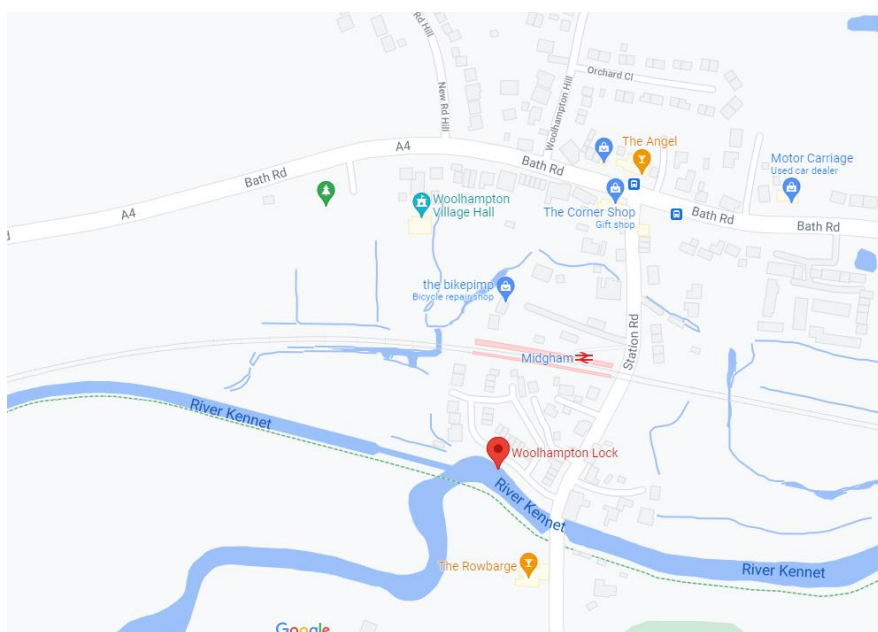 Rd Hill
New Rd Hill
Woolhampton Hill
Orchard Cl
A4
The Angel
Bath Rd
Motor Carriage
Used car dealer
Bath Rd
A4
Woolhampton
Village Hall
The Corner Shop
Gift shop
Bath Rd
Bath Rd
the bikepimp
Bicycle repair shop
Station Rd
Midgham
River Kennet
Woolhampton Lock
River Kennet
The Rowbarge
River Kennet
Google